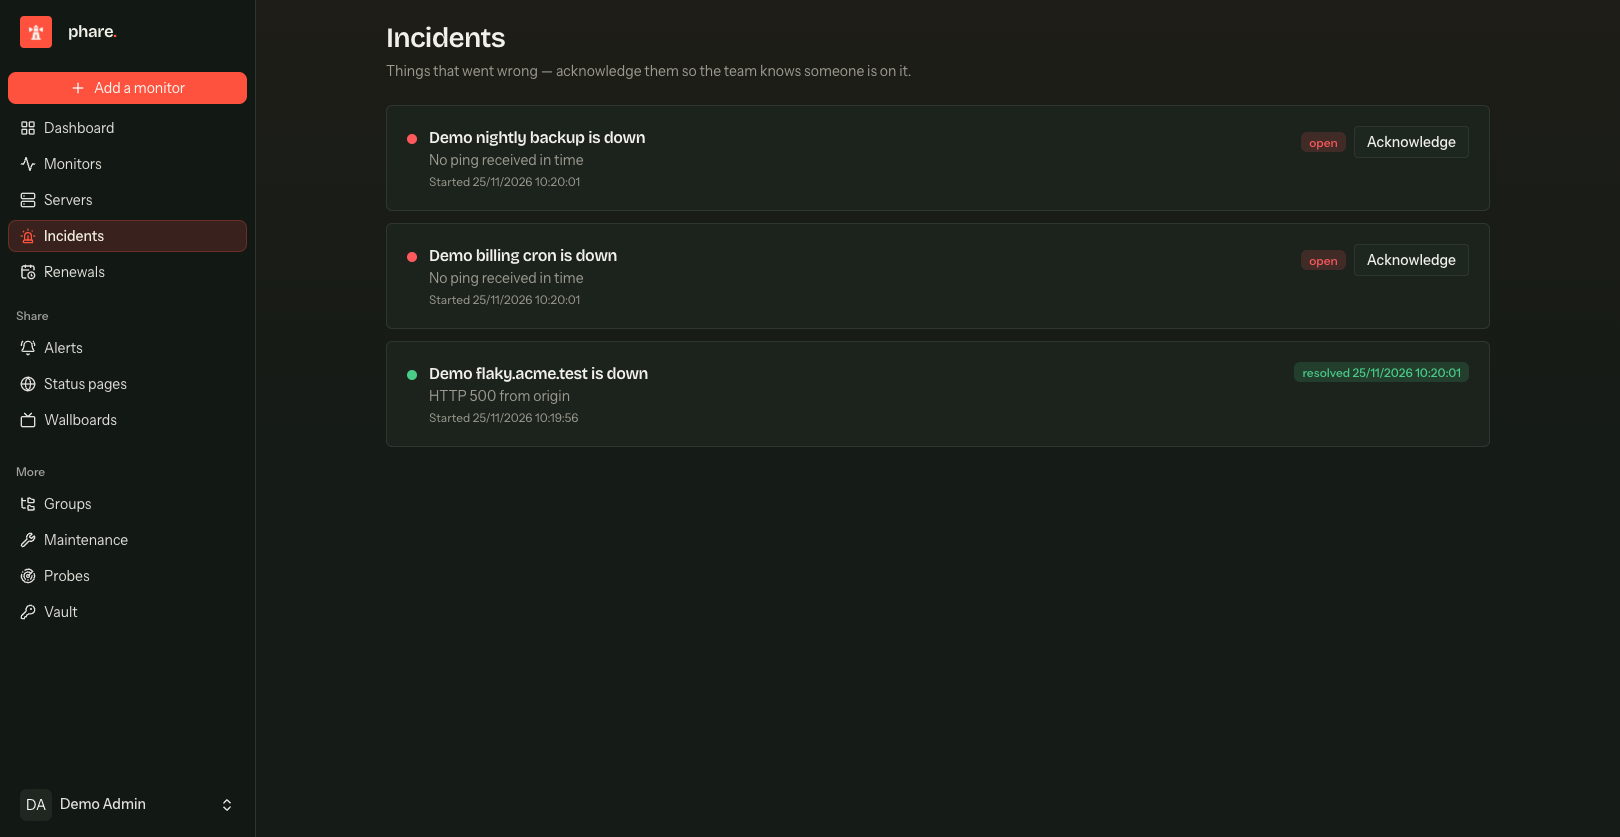 phare.
Add a monitor
Dashboard
Monitors
Servers
Incidents
Renewals
Share
Alerts
Status pages
Wallboards
More
Groups
Maintenance
Probes
Vault
DA Demo Admin
Incidents
Things that went wrong — acknowledge them so the team knows someone is on it.
Demo nightly backup is down
No ping received in time
Started 25/11/2026 10:20:01
open Acknowledge
Demo billing cron is down
No ping received in time
Started 25/11/2026 10:20:01
open Acknowledge
Demo flaky.acme.test is down
HTTP 500 from origin
Started 25/11/2026 10:19:56
resolved 25/11/2026 10:20:01